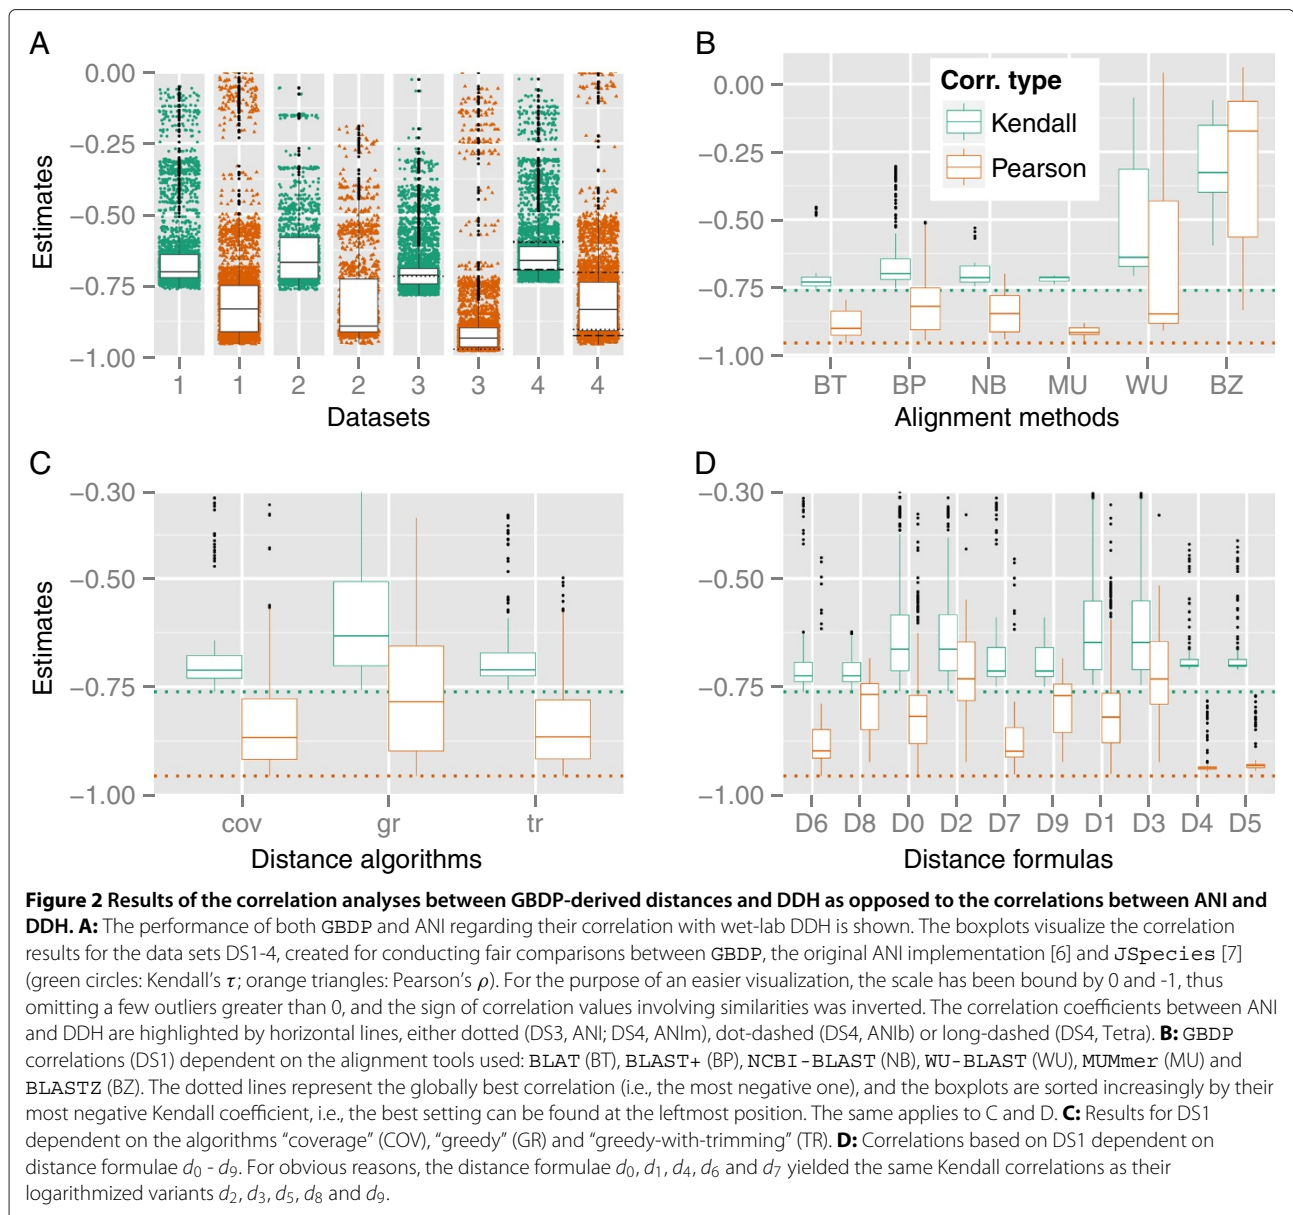 A
0.00
−0.25
−0.50
−0.75
−1.00
Estimates
1 1 2 2 3 3 4 4
Datasets
B
0.00
−0.25
−0.50
−0.75
−1.00
Corr. type
Kendall
Pearson
BT BP NB MU WU BZ
Alignment methods
C
−0.30
−0.50
−0.75
−1.00
Estimates
cov gr tr
Distance algorithms
D
−0.30
−0.50
−0.75
−1.00
D6 D8 D0 D2 D7 D9 D1 D3 D4 D5
Distance formulas
Figure 2 Results of the correlation analyses between GBDP-derived distances and DDH as opposed to the correlations between ANI and
DDH. A: The performance of both GBDP and ANI regarding their correlation with wet-lab DDH is shown. The boxplots visualize the correlation
results for the data sets DS1-4, created for conducting fair comparisons between GBDP, the original ANI implementation [6] and JSpecies [7]
(green circles: Kendall's τ; orange triangles: Pearson's ρ). For the purpose of an easier visualization, the scale has been bound by 0 and -1, thus
omitting a few outliers greater than 0, and the sign of correlation values involving similarities was inverted. The correlation coefficients between ANI
and DDH are highlighted by horizontal lines, either dotted (DS3, ANI; DS4, ANIm), dot-dashed (DS4, ANIb) or long-dashed (DS4, Tetra). B: GBDP
correlations (DS1) dependent on the alignment tools used: BLAT (BT), BLAST+ (BP), NCBI-BLAST (NB), WU-BLAST (WU), MUMmer (MU) and
BLASTZ (BZ). The dotted lines represent the globally best correlation (i.e., the most negative one), and the boxplots are sorted increasingly by their
most negative Kendall coefficient, i.e., the best setting can be found at the leftmost position. The same applies to C and D. C: Results for DS1
dependent on the algorithms "coverage" (COV), "greedy" (GR) and "greedy-with-trimming" (TR). D: Correlations based on DS1 dependent on
distance formulae d0 - d9. For obvious reasons, the distance formulae d0, d1, d4, d6 and d7 yielded the same Kendall correlations as their
logarithmized variants d2, d3, d5, d8 and d9.